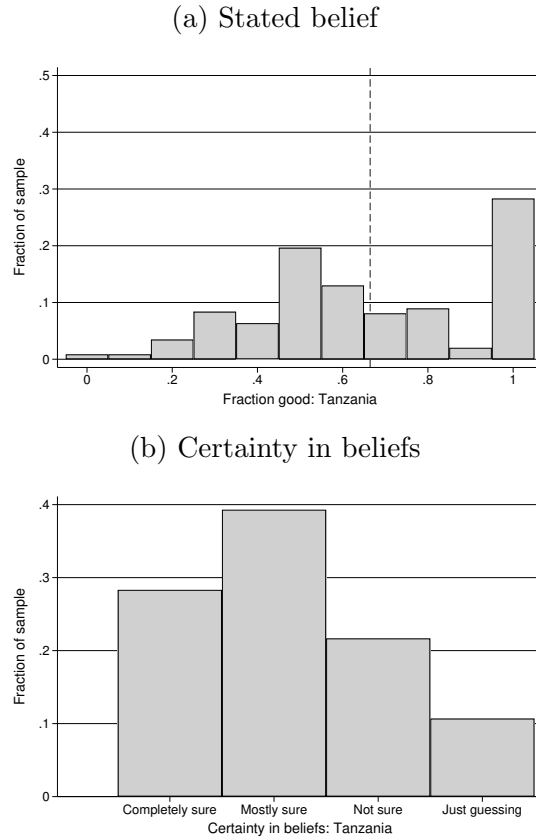 (a) Stated belief
.5
.4
.3
.2
.1
0
Fraction of sample
0 .2 .4 .6 .8 1
Fraction good: Tanzania
(b) Certainty in beliefs
.4
.3
.2
.1
0
Fraction of sample
Completely sure Mostly sure Not sure Just guessing
Certainty in beliefs: Tanzania